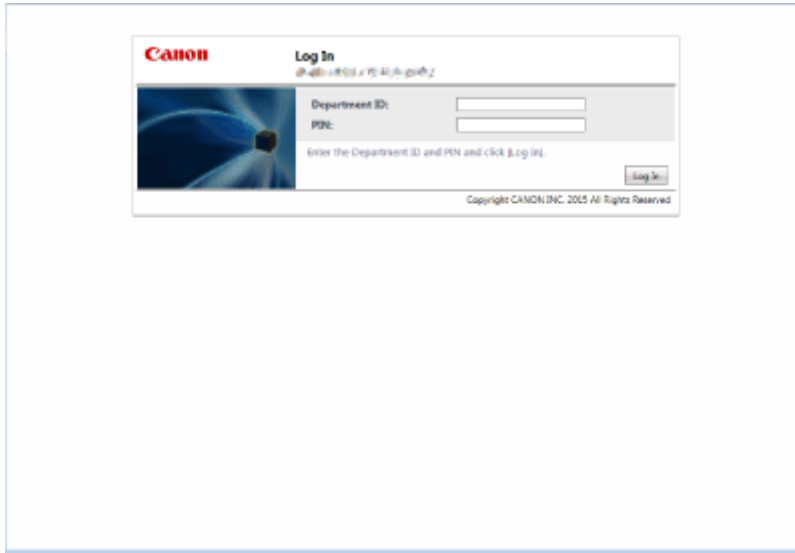 Canon
Log In
Department ID:
PIN:
Enter the Department ID and PIN and click [Log In].
Log In
Copyright CANON INC. 2015 All Rights Reserved